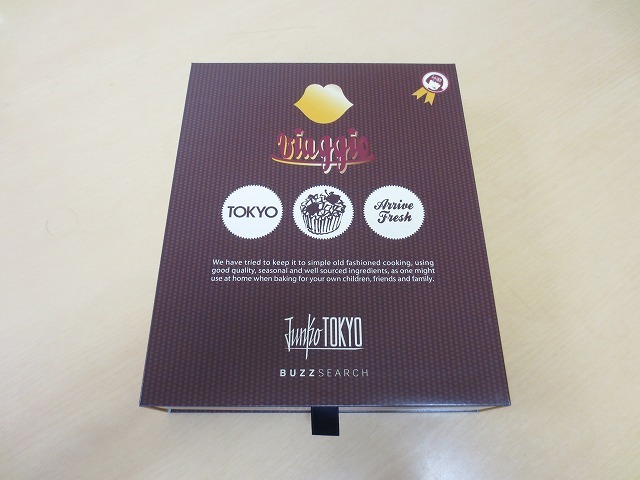 Viaggio
TOKYO
Arrive
Fresh
We have tried to keep it to simple old fashioned cooking, using
good quality, seasonal and well sourced ingredients, as one might
use at home when baking for your own children, friends and family.
Junko TOKYO
BUZZSEARCH